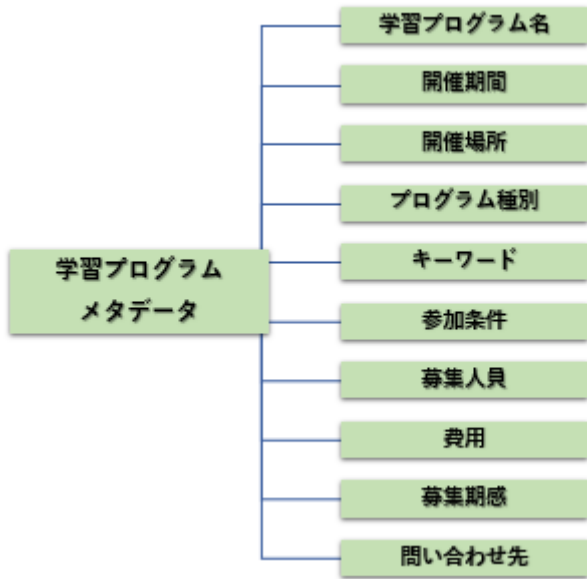 学習プログラム名
開催期間
開催場所
プログラム種別
学習プログラム
メタデータ
キーワード
参加条件
募集人員
費用
募集期感
問い合わせ先